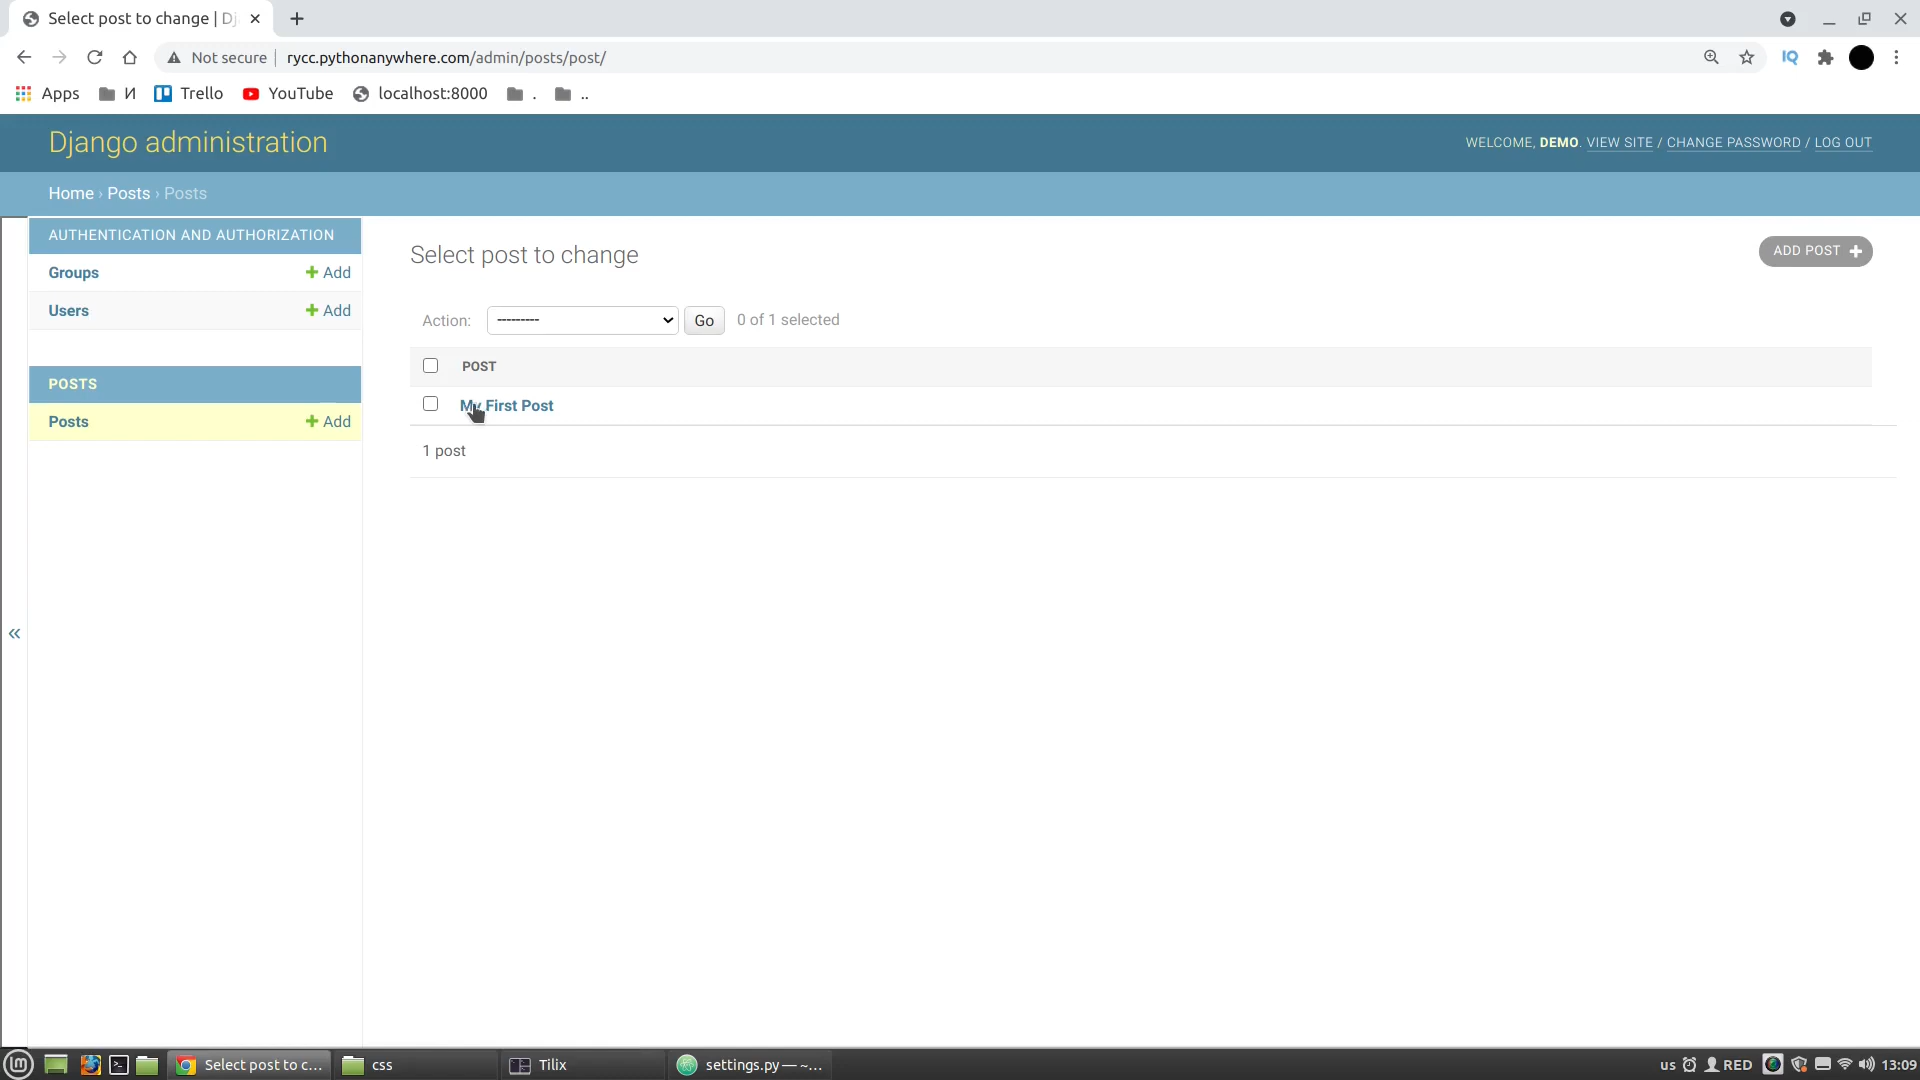 Select post to change | Dj
Not secure rycc.pythonanywhere.com/admin/posts/post/ IQ
Apps И Trello YouTube localhost:8000 . ..
Django administration
WELCOME, DEMO. VIEW SITE / CHANGE PASSWORD / LOG OUT
Home › Posts › Posts
AUTHENTICATION AND AUTHORIZATION
Groups + Add
Users + Add
POSTS
Posts + Add
«
Select post to change
ADD POST +
Action: --------- Go 0 of 1 selected
POST
My First Post
1 post
lm Select post to c... css Tilix settings.py — ~... us RED 13:09